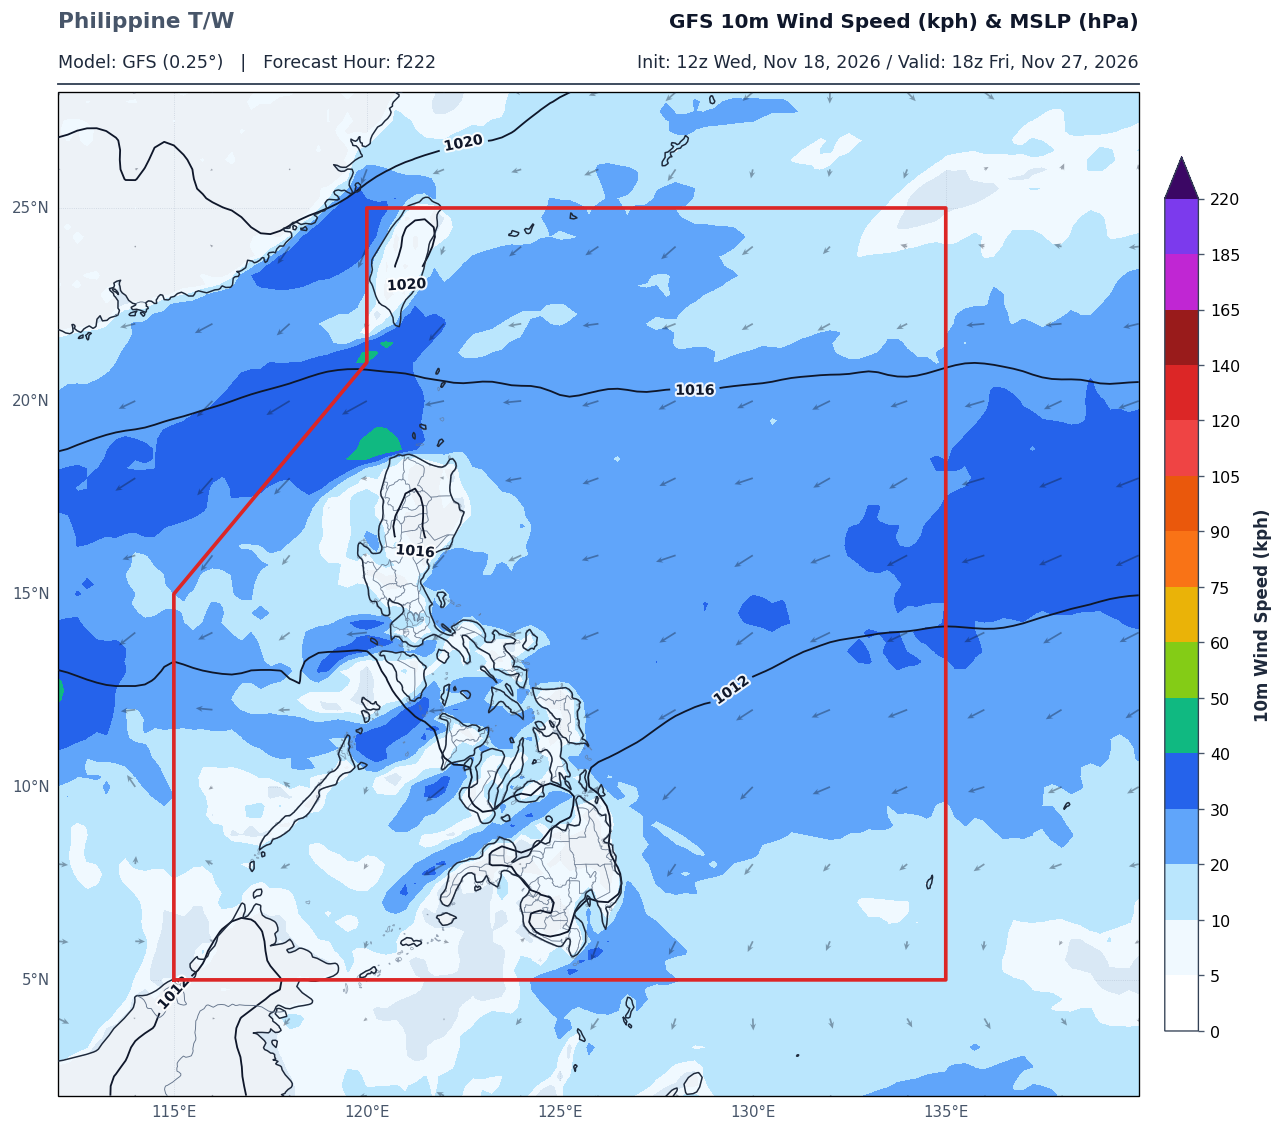 Philippine T/W
GFS 10m Wind Speed (kph) & MSLP (hPa)
Model: GFS (0.25°) | Forecast Hour: f222
Init: 12z Wed, Nov 18, 2026 / Valid: 18z Fri, Nov 27, 2026
1020
1020
1016
1016
1012
1012
25°N
20°N
15°N
10°N
5°N
115°E
120°E
125°E
130°E
135°E
220
185
165
140
120
105
90
75
60
50
40
30
20
10
5
0
10m Wind Speed (kph)